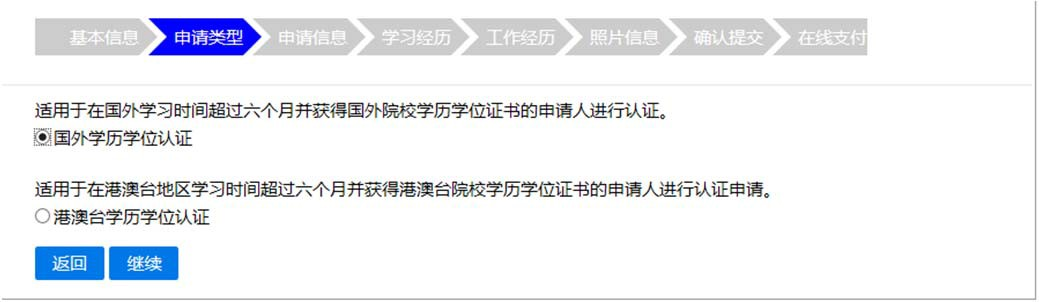 基本信息 申请类型 申请信息 学习经历 工作经历 照片信息 确认提交 在线支付
适用于在国外学习时间超过六个月并获得国外院校学历学位证书的申请人进行认证。
国外学历学位认证
适用于在港澳台地区学习时间超过六个月并获得港澳台院校学历学位证书的申请人进行认证申请。
港澳台学历学位认证
返回 继续